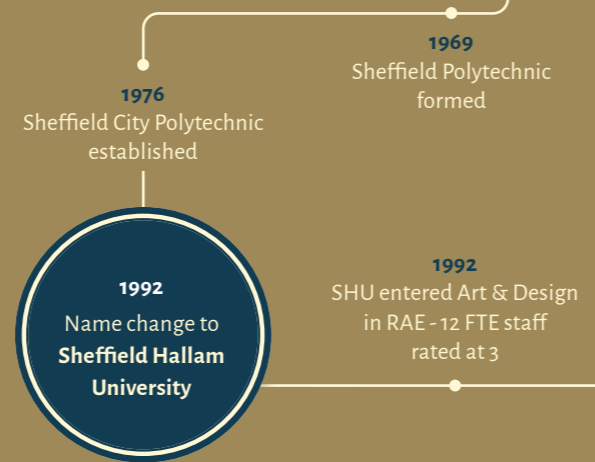 1969
Sheffield Polytechnic
formed
1976
Sheffield City Polytechnic
established
1992
Name change to
Sheffield Hallam
University
1992
SHU entered Art & Design
in RAE - 12 FTE staff
rated at 3